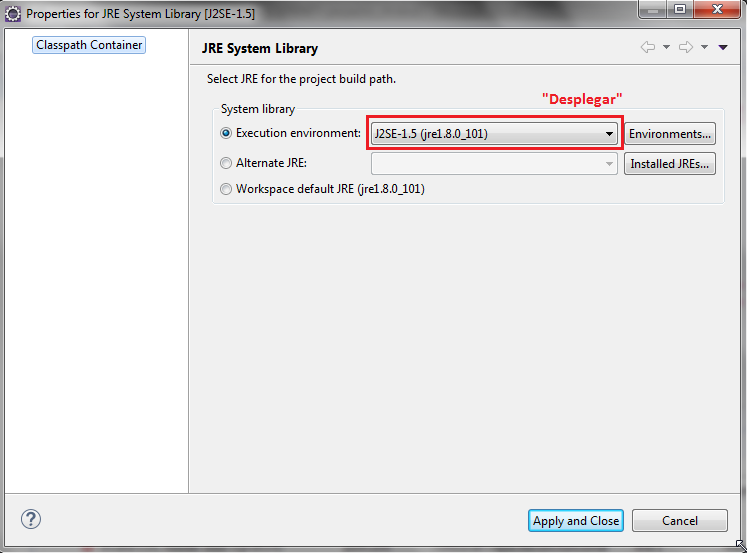 Properties for JRE System Library [J2SE-1.5]
Classpath Container
JRE System Library
Select JRE for the project build path.
"Desplegar"
System library
Execution environment: J2SE-1.5 (jre1.8.0_101) Environments...
Alternate JRE: Installed JREs...
Workspace default JRE (jre1.8.0_101)
? Apply and Close Cancel